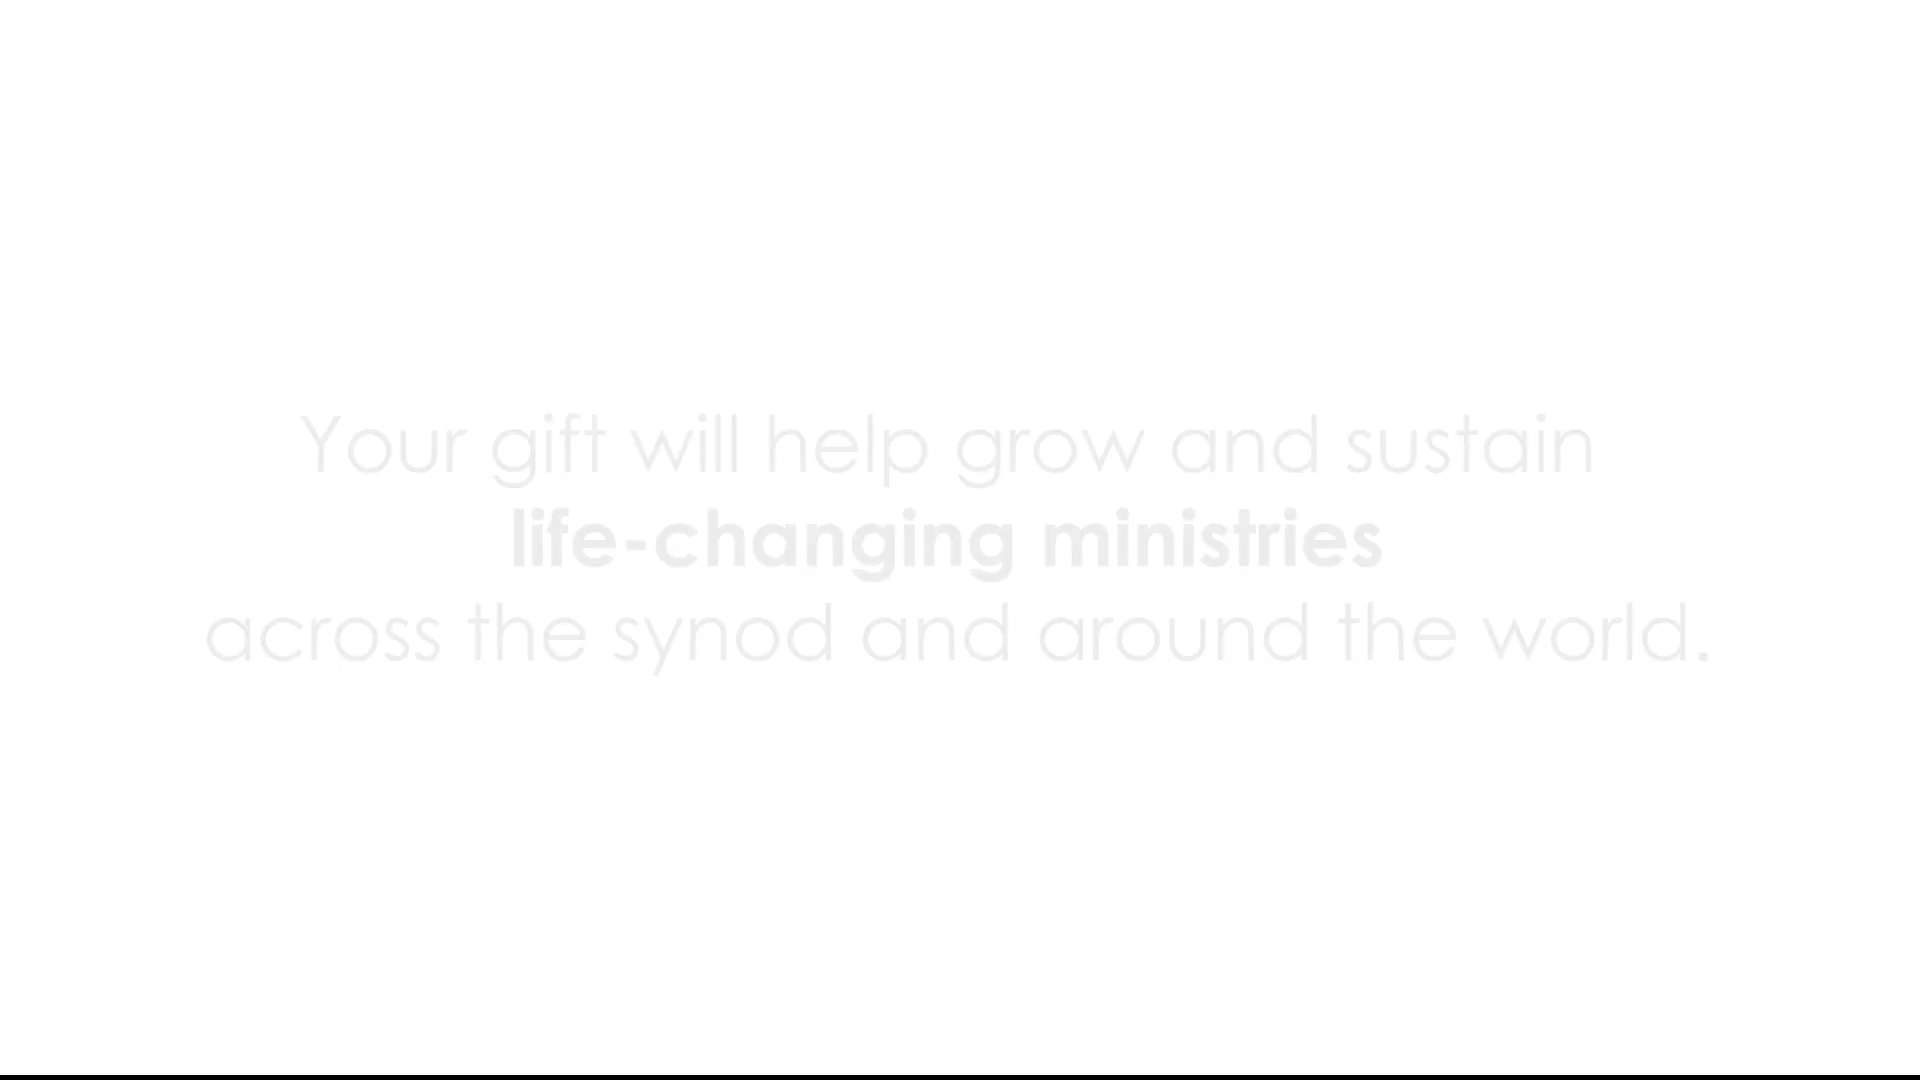 Your gift will help grow and sustain
life-changing ministries
across the synod and around the world.